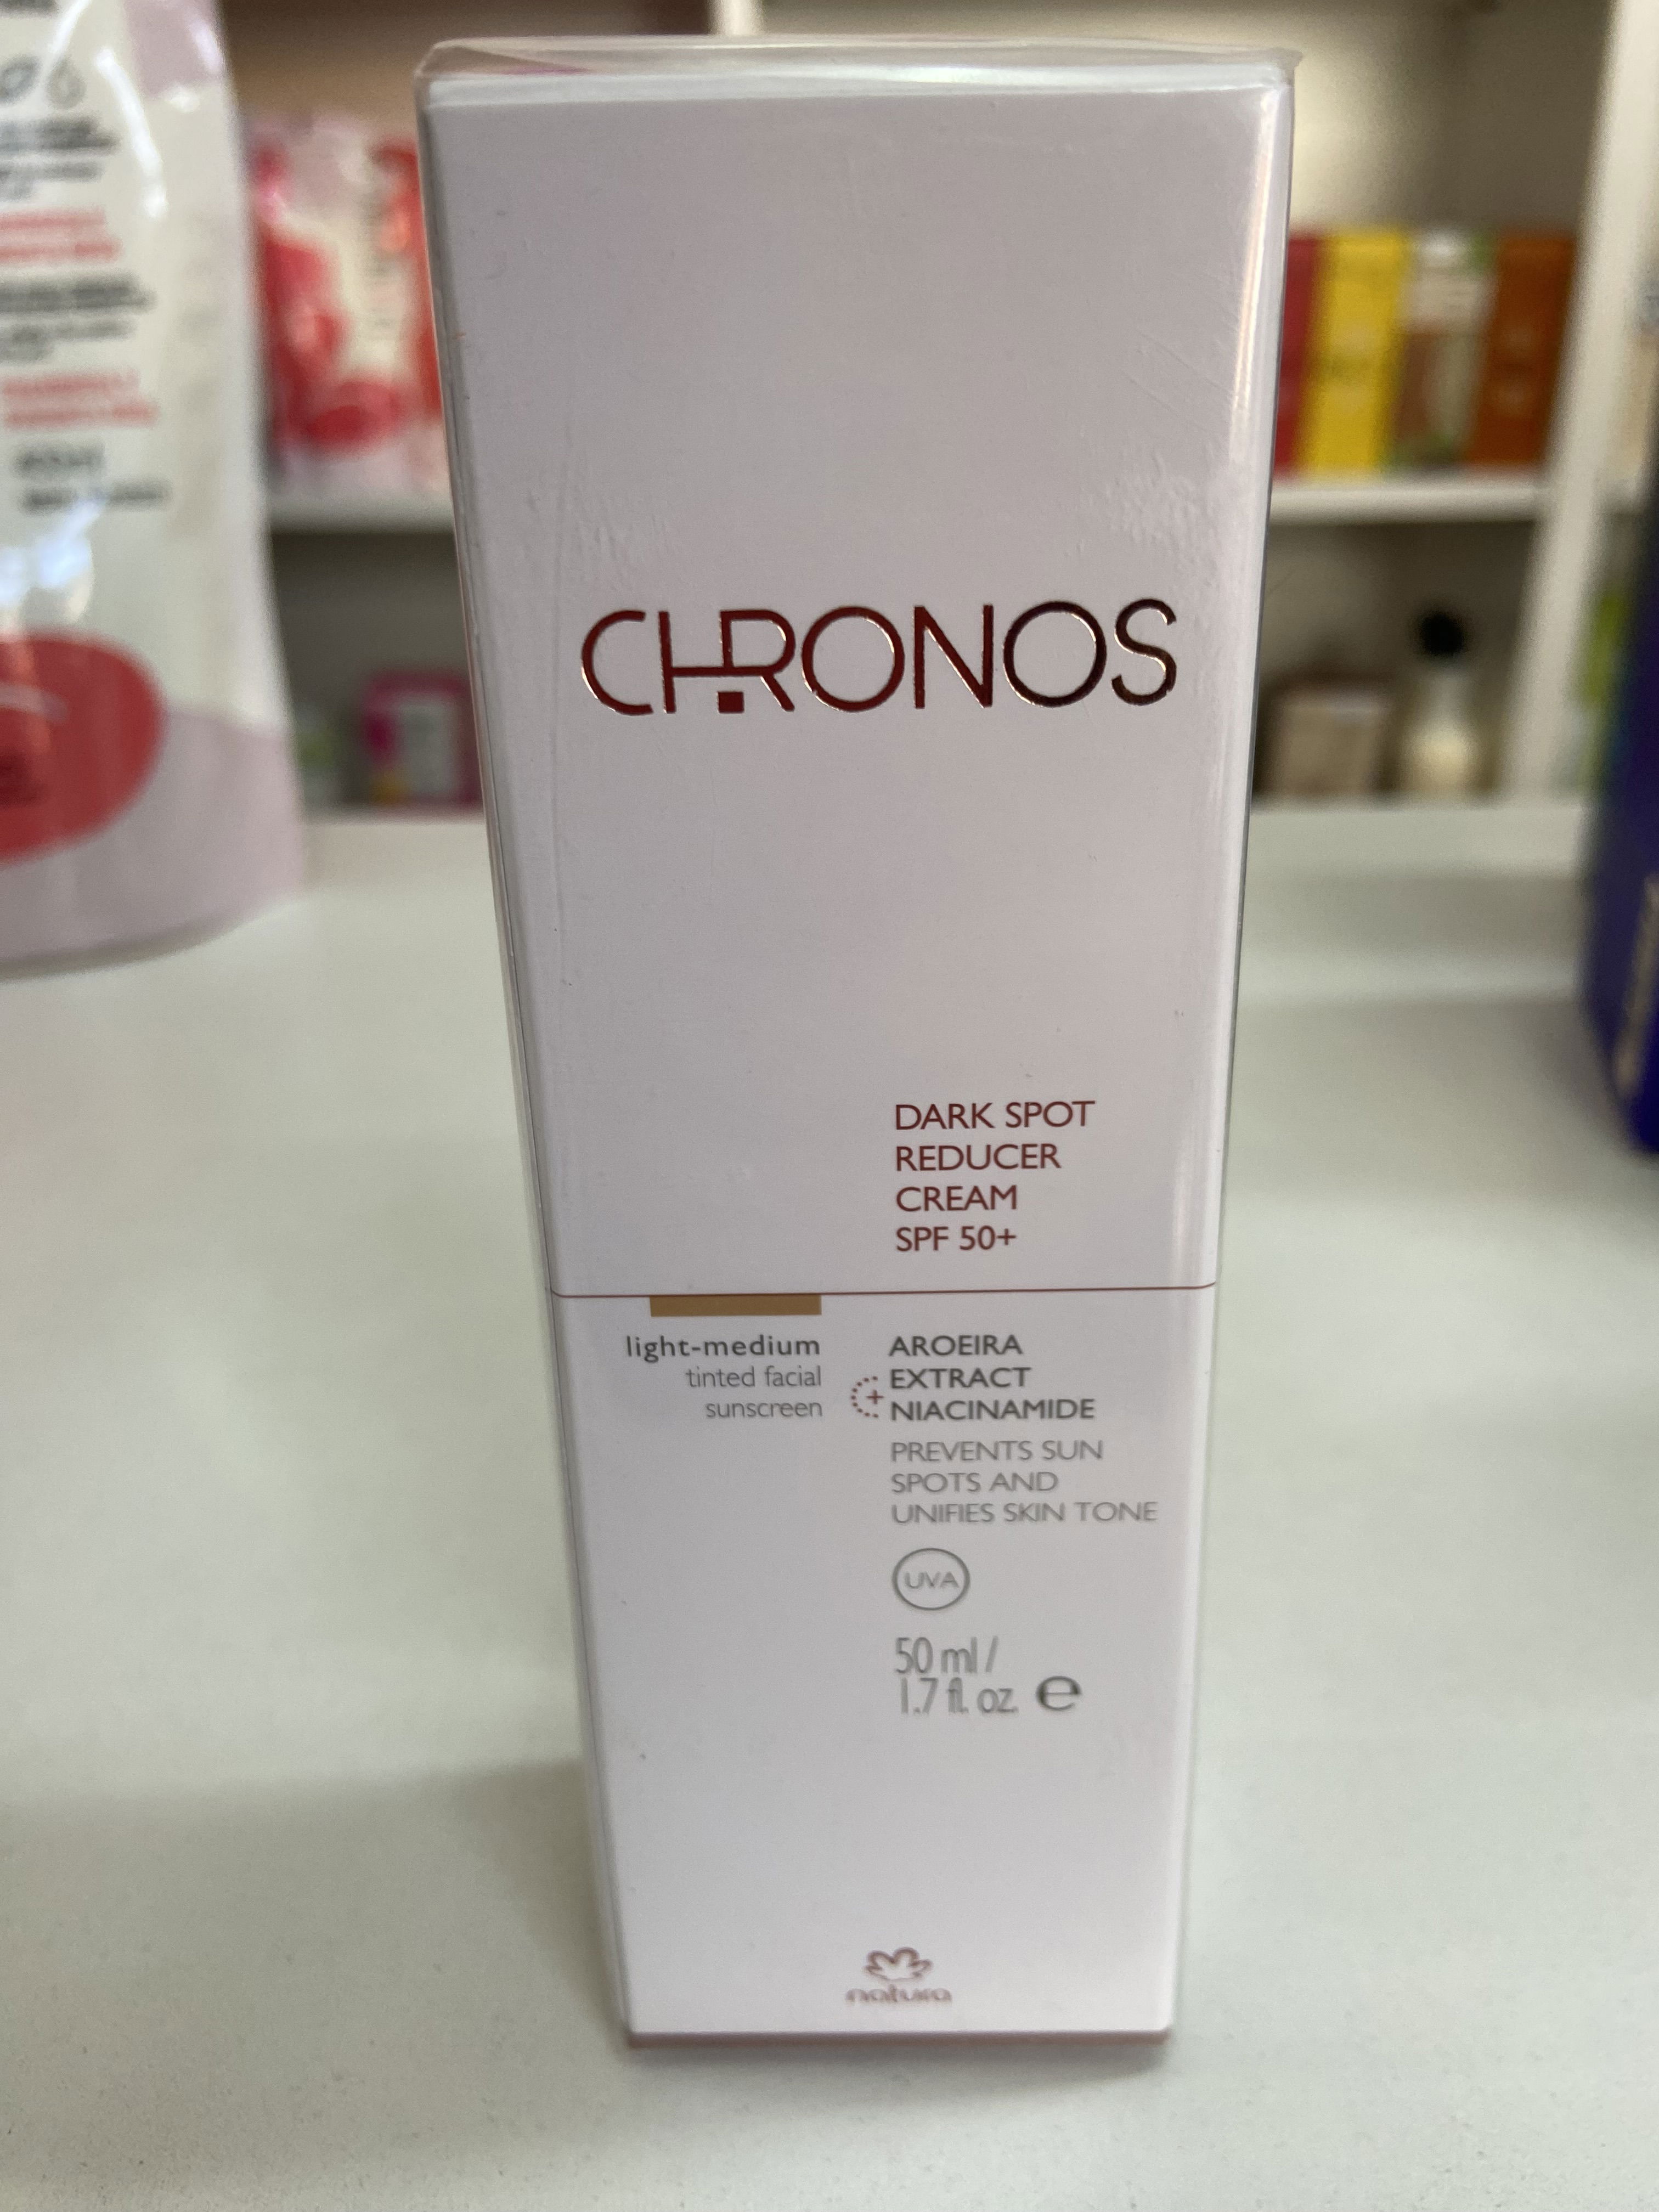 CHRONOS
DARK SPOT
REDUCER
CREAM
SPF 50+
light-medium
tinted facial
sunscreen
AROEIRA
EXTRACT
+
NIACINAMIDE
PREVENTS SUN
SPOTS AND
UNIFIES SKIN TONE
UVA
50 ml /
1.7 fl. oz. e
natura